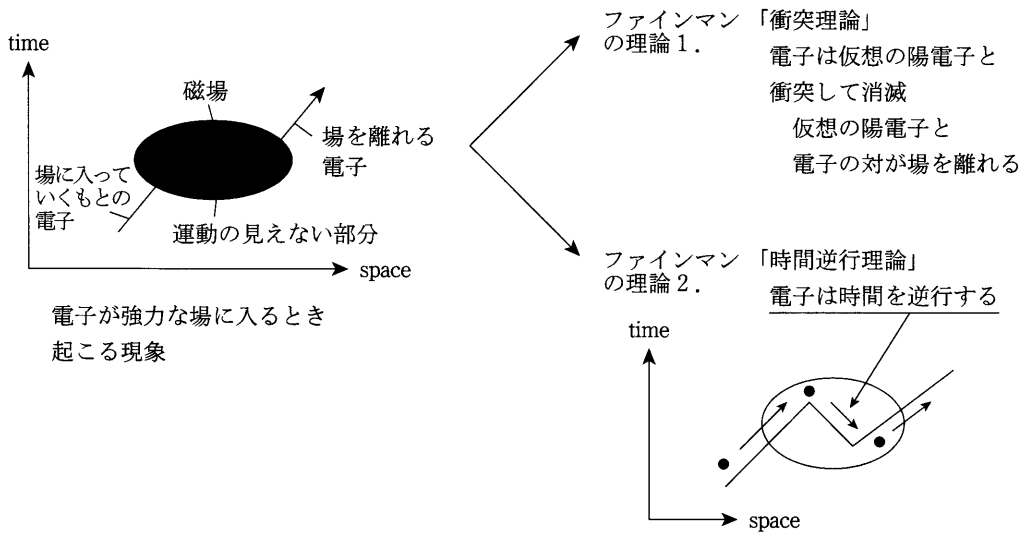 time
磁場
場を離れる
電子
場に入って
いくもとの
電子
運動の見えない部分
space
電子が強力な場に入るとき
起こる現象
ファインマン 「衝突理論」
の理論1.
電子は仮想の陽電子と
衝突して消滅
仮想の陽電子と
電子の対が場を離れる
ファインマン 「時間逆行理論」
の理論2.
電子は時間を逆行する
time
space